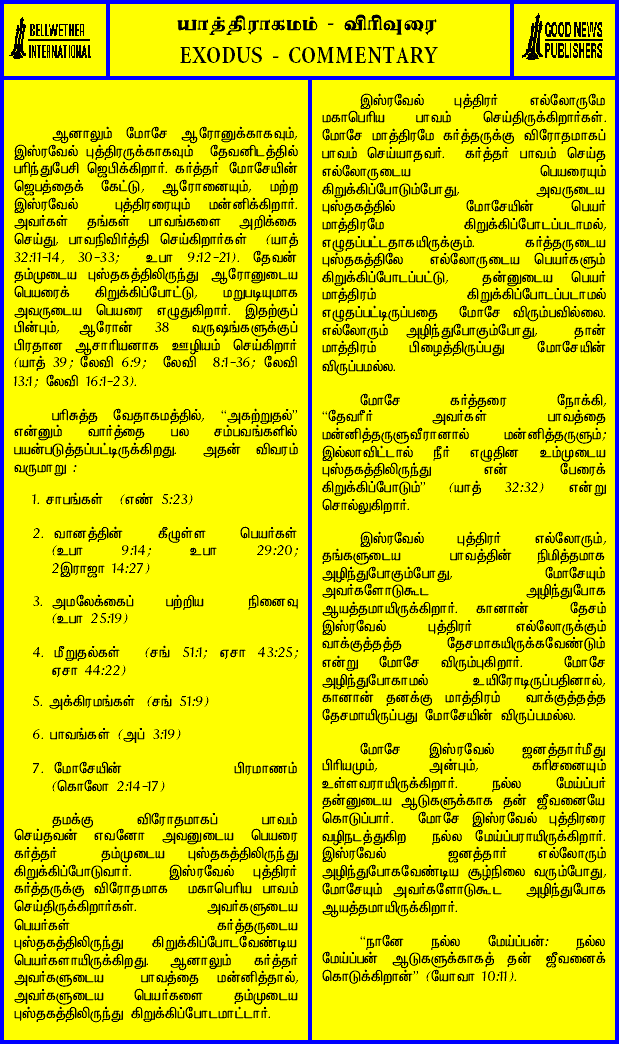 BELLWETHER
INTERNATIONAL
யாத்திராகமம் - விரிவுரை
EXODUS - COMMENTARY
GOOD NEWS
PUBLISHERS
ஆனாலும் மோசே ஆரோனுக்காகவும்,
இஸ்ரவேல் புத்திரருக்காகவும் தேவனிடத்தில்
பரிந்துபேசி ஜெபிக்கிறார். கர்த்தர் மோசேயின்
ஜெபத்தைக் கேட்டு, ஆரோனையும், மற்ற
இஸ்ரவேல் புத்திரரையும் மன்னிக்கிறார்.
அவர்கள் தங்கள் பாவங்களை அறிக்கை
செய்து, பாவநிவிர்த்தி செய்கிறார்கள் (யாத்
32:11-14, 30-33; உபா 9:12-21). தேவன்
தம்முடைய புஸ்தகத்திலிருந்து ஆரோனுடைய
பெயரைக் கிறுக்கிப்போட்டு, மறுபடியுமாக
அவருடைய பெயரை எழுதுகிறார். இதற்குப்
பின்பும், ஆரோன் 38 வருஷங்களுக்குப்
பிரதான ஆசாரியனாக ஊழியம் செய்கிறார்
(யாத் 39; லேவி 6:9; லேவி 8:1-36; லேவி
13:1; லேவி 16:1-23).
பரிசுத்த வேதாகமத்தில், “அகற்றுதல்”
என்னும் வார்த்தை பல சம்பவங்களில்
பயன்படுத்தப்பட்டிருக்கிறது. அதன் விவரம்
வருமாறு :
1. சாபங்கள் (எண் 5:23)
2. வானத்தின் கீழுள்ள பெயர்கள்
(உபா 9:14; உபா 29:20;
2இராஜா 14:27)
3. அமலேக்கைப் பற்றிய நினைவு
(உபா 25:19)
4. மீறுதல்கள் (சங் 51:1; ஏசா 43:25;
ஏசா 44:22)
5. அக்கிரமங்கள் (சங் 51:9)
6. பாவங்கள் (அப் 3:19)
7. மோசேயின் பிரமாணம்
(கொலோ 2:14-17)
தமக்கு விரோதமாகப் பாவம்
செய்தவன் எவனோ அவனுடைய பெயரை
கர்த்தர் தம்முடைய புஸ்தகத்திலிருந்து
கிறுக்கிப்போடுவார். இஸ்ரவேல் புத்திரர்
கர்த்தருக்கு விரோதமாக மகாபெரிய பாவம்
செய்திருக்கிறார்கள். அவர்களுடைய
பெயர்கள் கர்த்தருடைய
புஸ்தகத்திலிருந்து கிறுக்கிப்போடவேண்டிய
பெயர்களாயிருக்கிறது. ஆனாலும் கர்த்தர்
அவர்களுடைய பாவத்தை மன்னித்தால்,
அவர்களுடைய பெயர்களை தம்முடைய
புஸ்தகத்திலிருந்து கிறுக்கிப்போடமாட்டார்.
இஸ்ரவேல் புத்திரர் எல்லோருமே
மகாபெரிய பாவம் செய்திருக்கிறார்கள்.
மோசே மாத்திரமே கர்த்தருக்கு விரோதமாகப்
பாவம் செய்யாதவர். கர்த்தர் பாவம் செய்த
எல்லோருடைய பெயரையும்
கிறுக்கிப்போடும்போது, அவருடைய
புஸ்தகத்தில் மோசேயின் பெயர்
மாத்திரமே கிறுக்கிப்போடப்படாமல்,
எழுதப்பட்டதாகயிருக்கும். கர்த்தருடைய
புஸ்தகத்திலே எல்லோருடைய பெயர்களும்
கிறுக்கிப்போடப்பட்டு, தன்னுடைய பெயர்
மாத்திரம் கிறுக்கிப்போடப்படாமல்
எழுதப்பட்டிருப்பதை மோசே விரும்பவில்லை.
எல்லோரும் அழிந்துபோகும்போது, தான்
மாத்திரம் பிழைத்திருப்பது மோசேயின்
விருப்பமல்ல.
மோசே கர்த்தரை நோக்கி,
“தேவரீர் அவர்கள் பாவத்தை
மன்னித்தருளுவீரானால் மன்னித்தருளும்;
இல்லாவிட்டால் நீர் எழுதின உம்முடைய
புஸ்தகத்திலிருந்து என் பேரைக்
கிறுக்கிப்போடும்” (யாத் 32:32) என்று
சொல்லுகிறார்.
இஸ்ரவேல் புத்திரர் எல்லோரும்,
தங்களுடைய பாவத்தின் நிமித்தமாக
அழிந்துபோகும்போது, மோசேயும்
அவர்களோடுகூட அழிந்துபோக
ஆயத்தமாயிருக்கிறார். கானான் தேசம்
இஸ்ரவேல் புத்திரர் எல்லோருக்கும்
வாக்குத்தத்த தேசமாகயிருக்கவேண்டும்
என்று மோசே விரும்புகிறார். மோசே
அழிந்துபோகாமல் உயிரோடிருப்பதினால்,
கானான் தனக்கு மாத்திரம் வாக்குத்தத்த
தேசமாயிருப்பது மோசேயின் விருப்பமல்ல.
மோசே இஸ்ரவேல் ஜனத்தார்மீது
பிரியமும், அன்பும், கரிசனையும்
உள்ளவராயிருக்கிறார். நல்ல மேய்ப்பர்
தன்னுடைய ஆடுகளுக்காக தன் ஜீவனையே
கொடுப்பார். மோசே இஸ்ரவேல் புத்திரரை
வழிநடத்துகிற நல்ல மேய்ப்பராயிருக்கிறார்.
இஸ்ரவேல் ஜனத்தார் எல்லோரும்
அழிந்துபோகவேண்டிய சூழ்நிலை வரும்போது,
மோசேயும் அவர்களோடுகூட அழிந்துபோக
ஆயத்தமாயிருக்கிறார்.
“நானே நல்ல மேய்ப்பன்: நல்ல
மேய்ப்பன் ஆடுகளுக்காகத் தன் ஜீவனைக்
கொடுக்கிறான்” (யோவா 10:11).